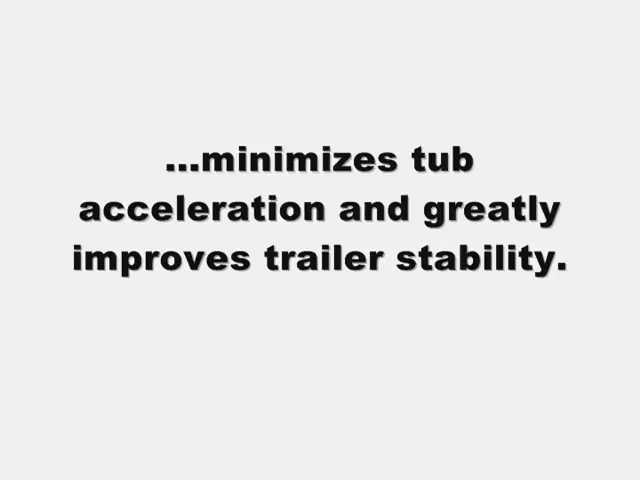 ...minimizes tub
acceleration and greatly
improves trailer stability.